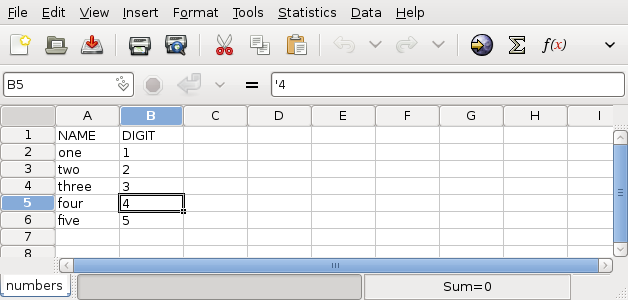 File Edit View Insert Format Tools Statistics Data Help
f(x)
B5 = '4
A B C D E F G H I
1 NAME DIGIT
2 one 1
3 two 2
4 three 3
5 four 4
6 five 5
7
8
numbers Sum=0